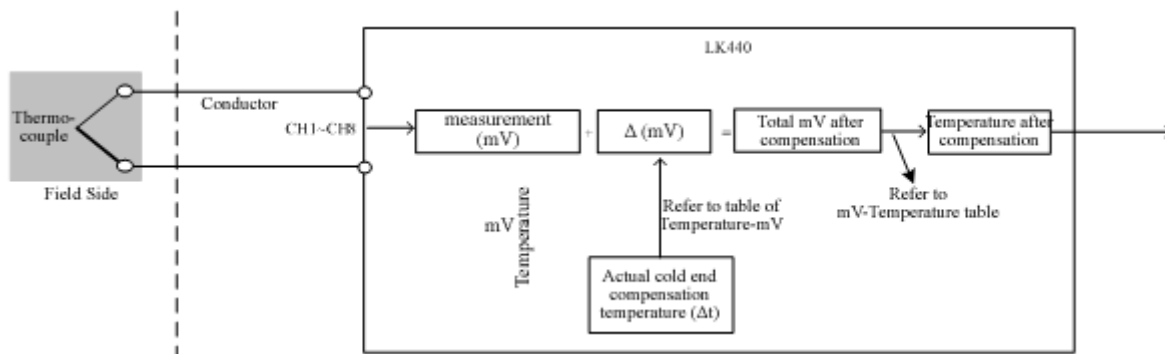 LK440
Thermo-
couple
Field Side
Conductor
CH1~CH8
measurement
(mV)
+
Δ (mV)
=
Total mV after
compensation
Temperature after
compensation
Refer to
mV-Temperature table
mV
Temperature
Refer to table of
Temperature-mV
Actual cold end
compensation
temperature (Δt)